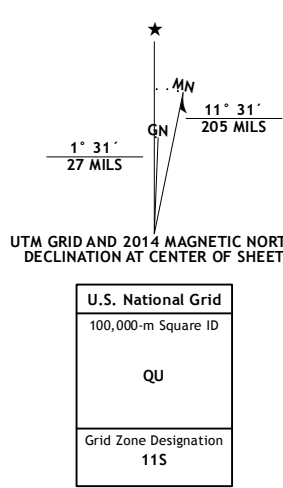 MN
11° 31´
205 MILS
GN
1° 31´
27 MILS
UTM GRID AND 2014 MAGNETIC NORT
DECLINATION AT CENTER OF SHEET
U.S. National Grid
100,000-m Square ID
QU
Grid Zone Designation
11S